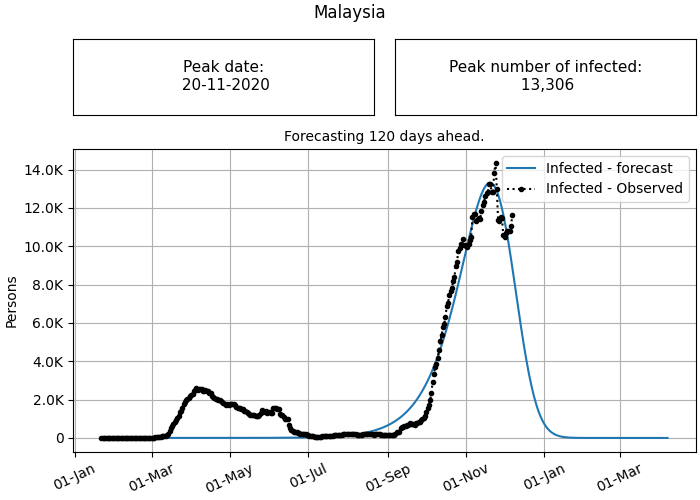 Malaysia
Peak date:
20-11-2020
Peak number of infected:
13,306
Forecasting 120 days ahead.
Infected - forecast
Infected - Observed
Persons
14.0K
12.0K
10.0K
8.0K
6.0K
4.0K
2.0K
0
01-Jan
01-Mar
01-May
01-Jul
01-Sep
01-Nov
01-Jan
01-Mar